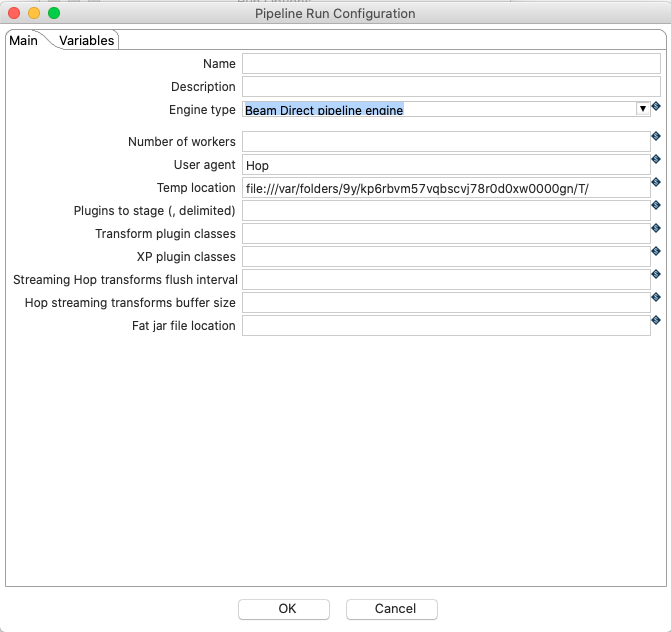 Pipeline Run Configuration
Main Variables
Name
Description
Engine type Beam Direct pipeline engine
Number of workers
User agent Hop
Temp location file:///var/folders/9y/kp6rbvm57vqbscvj78r0d0xw0000gn/T/
Plugins to stage (, delimited)
Transform plugin classes
XP plugin classes
Streaming Hop transforms flush interval
Hop streaming transforms buffer size
Fat jar file location
OK Cancel